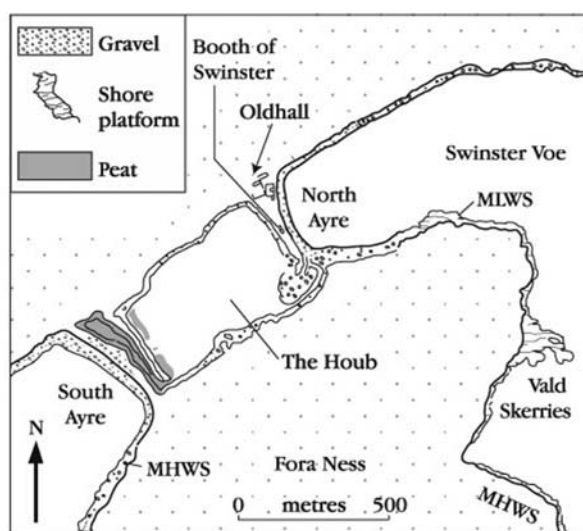 Gravel
Shore
platform
Peat
Booth of
Swinster
Oldhall
Swinster Voe
North
Ayre
MLWS
The Houb
South
Ayre
Vald
Skerries
N
MHWS
Fora Ness
MHWS
0 metres 500